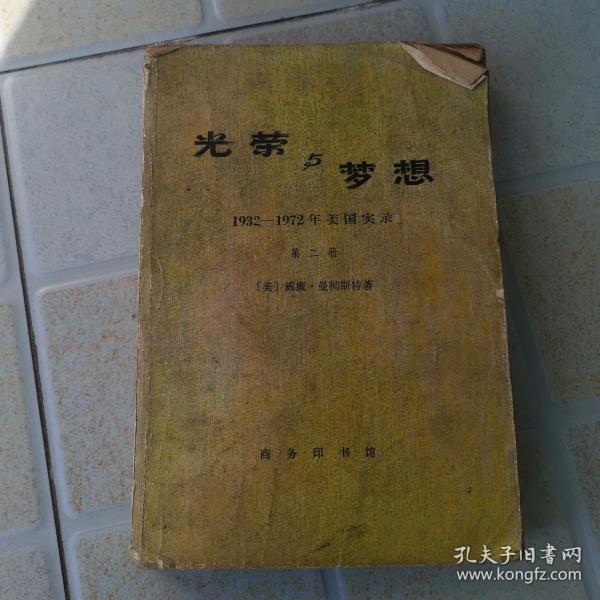 光荣与梦想
1932—1972年美国实录
第二册
〔美〕威廉·曼彻斯特著
商务印书馆
孔夫子旧书网
www.kongfz.com